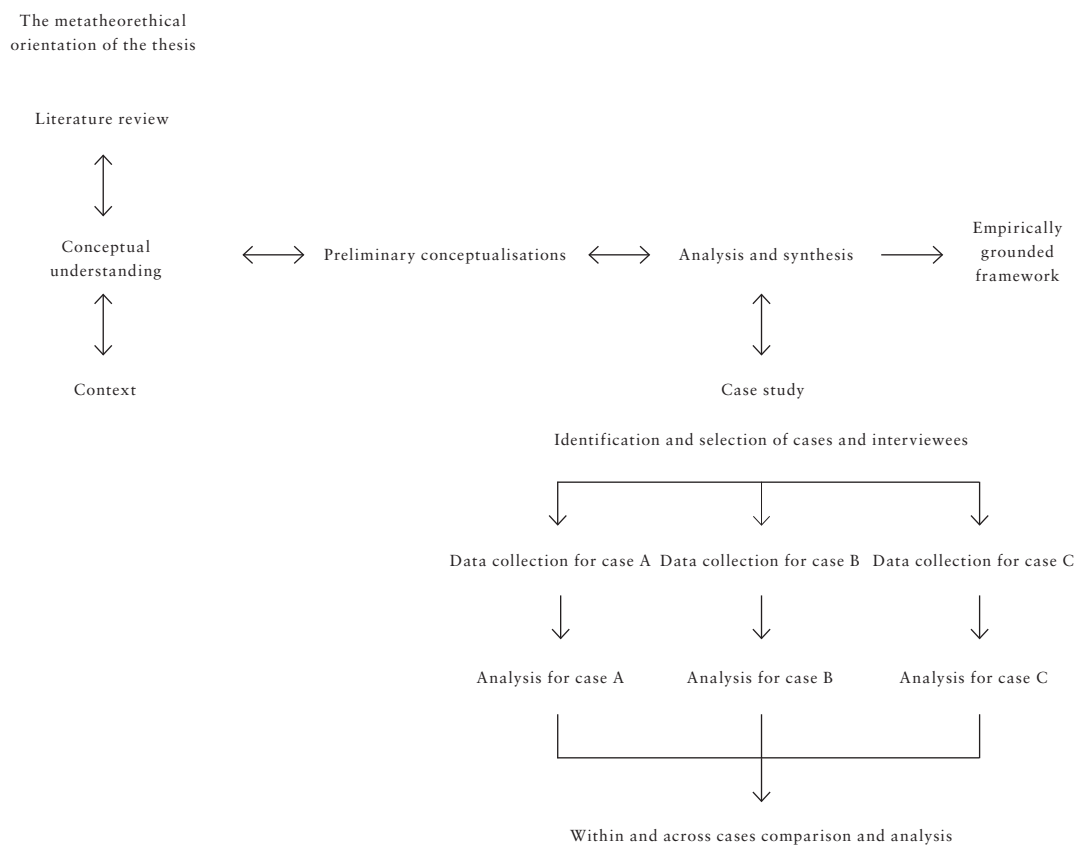 The metatheorethical
orientation of the thesis
Literature review
Conceptual
understanding
Preliminary conceptualisations
Analysis and synthesis
Empirically
grounded
framework
Context
Case study
Identification and selection of cases and interviewees
Data collection for case A
Data collection for case B
Data collection for case C
Analysis for case A
Analysis for case B
Analysis for case C
Within and across cases comparison and analysis